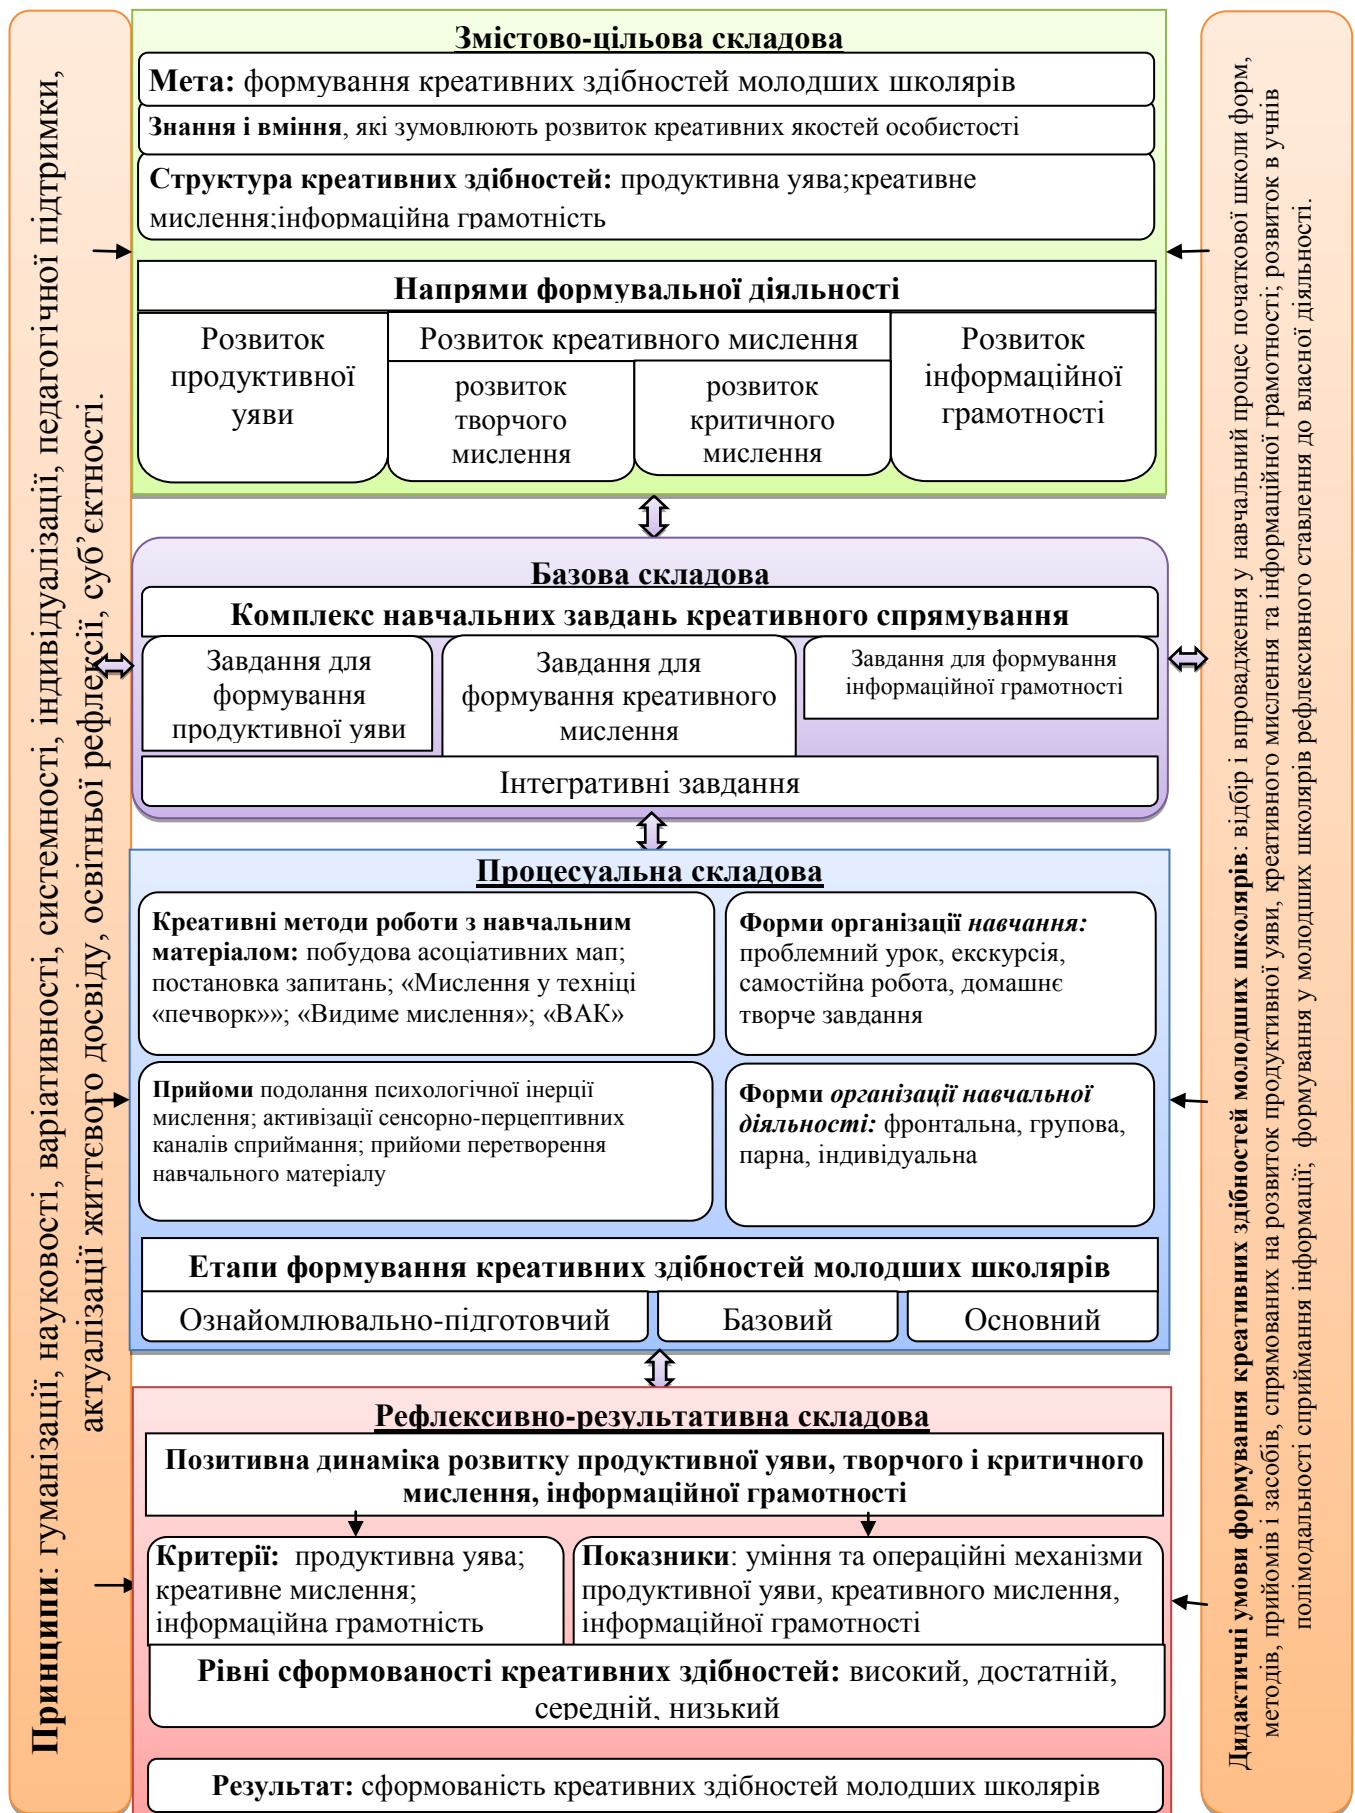 Принципи: гуманізації, науковості, варіативності, системності, індивідуалізації, педагогічної підтримки,
актуалізації життєвого досвіду, освітньої рефлексії, суб’єктності.
Змістово-цільова складова
Мета: формування креативних здібностей молодших школярів
Знання і вміння, які зумовлюють розвиток креативних якостей особистості
Структура креативних здібностей: продуктивна уява;креативне
мислення;інформаційна грамотність
Напрями формувальної діяльності
Розвиток
продуктивної
уяви
Розвиток креативного мислення
розвиток
творчого
мислення
розвиток
критичного
мислення
Розвиток
інформаційної
грамотності
Базова складова
Комплекс навчальних завдань креативного спрямування
Завдання для
формування
продуктивної уяви
Завдання для
формування креативного
мислення
Завдання для формування
інформаційної грамотності
Інтегративні завдання
Процесуальна складова
Креативні методи роботи з навчальним
матеріалом: побудова асоціативних мап;
постановка запитань; «Мислення у техніці
«печворк»»; «Видиме мислення»; «ВАК»
Форми організації навчання:
проблемний урок, екскурсія,
самостійна робота, домашнє
творче завдання
Прийоми подолання психологічної інерції
мислення; активізації сенсорно-перцептивних
каналів сприймання; прийоми перетворення
навчального матеріалу
Форми організації навчальної
діяльності: фронтальна, групова,
парна, індивідуальна
Етапи формування креативних здібностей молодших школярів
Ознайомлювально-підготовчий
Базовий
Основний
Рефлексивно-результативна складова
Позитивна динаміка розвитку продуктивної уяви, творчого і критичного
мислення, інформаційної грамотності
Критерії: продуктивна уява;
креативне мислення;
інформаційна грамотність
Показники: уміння та операційні механізми
продуктивної уяви, креативного мислення,
інформаційної грамотності
Рівні сформованості креативних здібностей: високий, достатній,
середній, низький
Результат: сформованість креативних здібностей молодших школярів
Дидактичні умови формування креативних здібностей молодших школярів: відбір і впровадження у навчальний процес початкової школи форм,
методів, прийомів і засобів, спрямованих на розвиток продуктивної уяви, креативного мислення та інформаційної грамотності; розвиток в учнів
полімодальності сприймання інформації; формування у молодших школярів рефлексивного ставлення до власної діяльності.